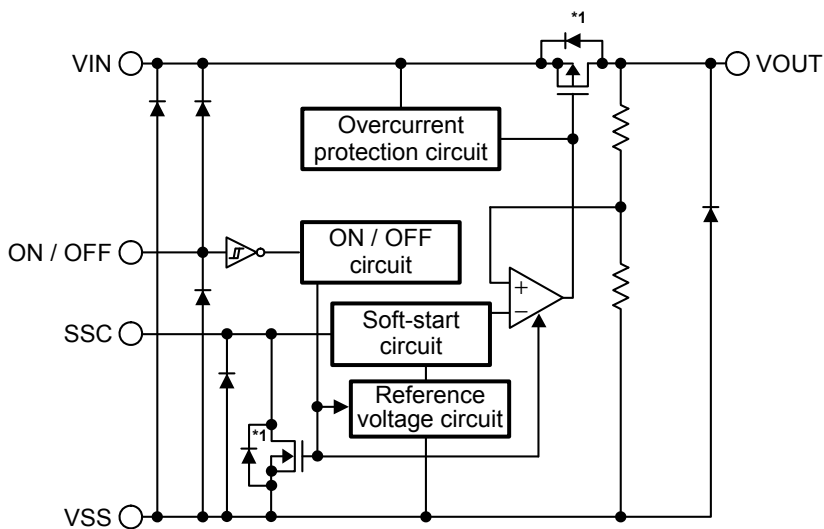 *1
VIN
VOUT
Overcurrent
protection circuit
ON / OFF
ON / OFF
circuit
+
−
SSC
Soft-start
circuit
Reference
voltage circuit
*1
VSS